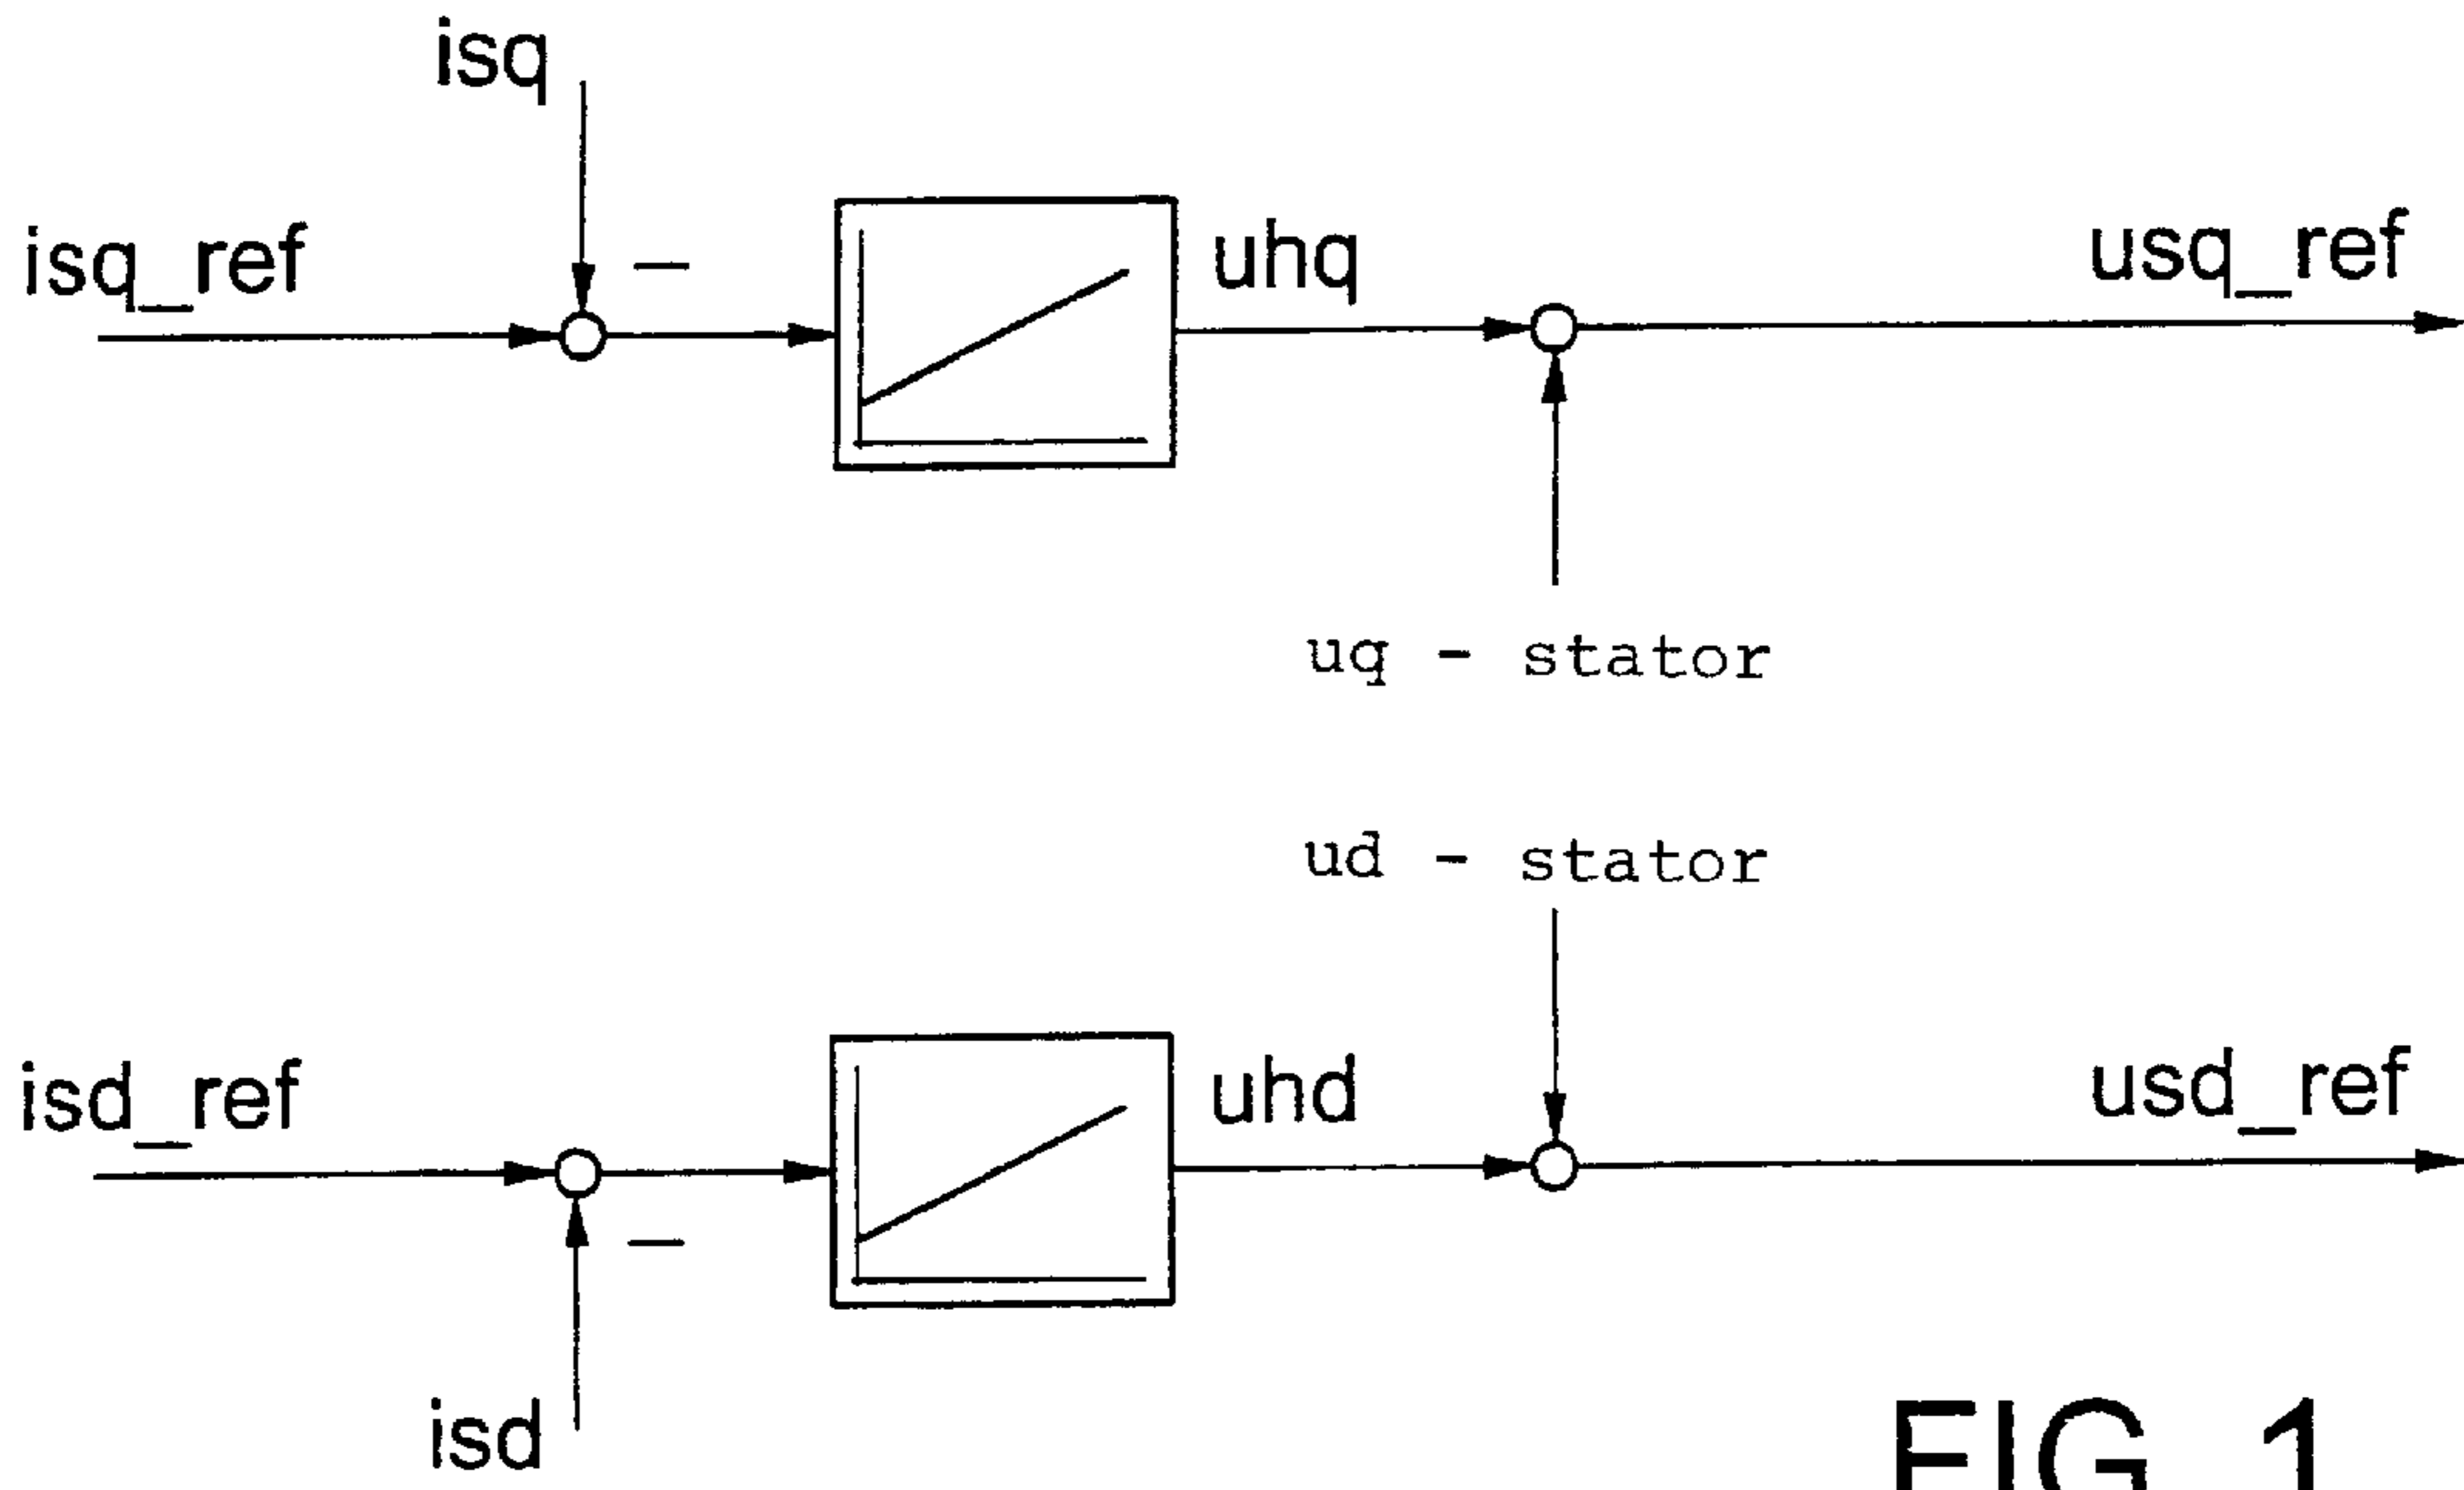 isq
isq_ref
—
uhq
usq_ref
uq - stator
ud - stator
isd_ref
uhd
usd_ref
—
isd
FIG. 1